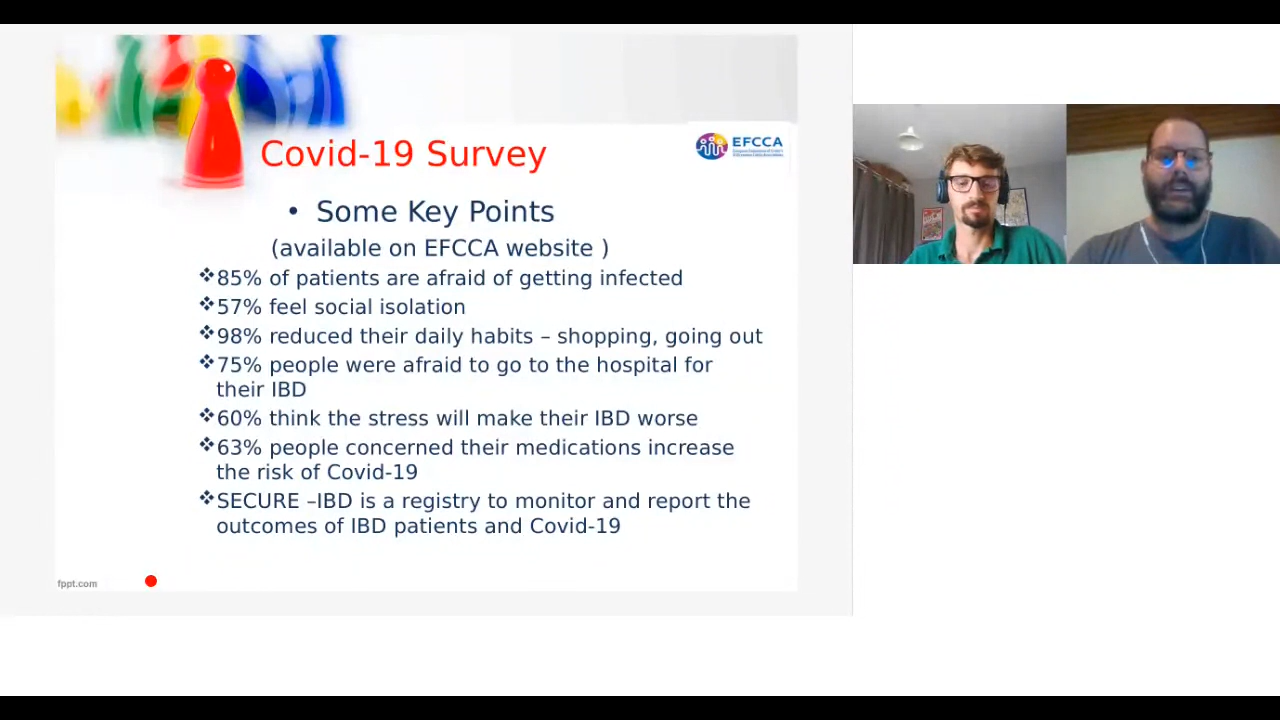 EFCCA
Covid-19 Survey
• Some Key Points
(available on EFCCA website )
❖85% of patients are afraid of getting infected
❖57% feel social isolation
❖98% reduced their daily habits – shopping, going out
❖75% people were afraid to go to the hospital for
their IBD
❖60% think the stress will make their IBD worse
❖63% people concerned their medications increase
the risk of Covid-19
❖SECURE –IBD is a registry to monitor and report the
outcomes of IBD patients and Covid-19
fppt.com